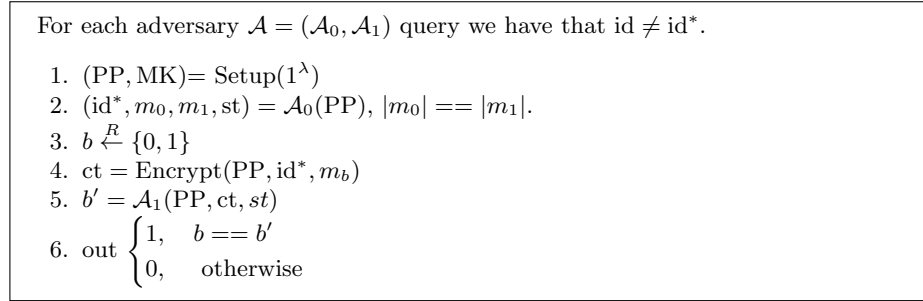 For each adversary 𝒜 = (𝒜₀, 𝒜₁) query we have that id ≠ id*.
1. (PP, MK)= Setup(1^λ)
2. (id*, m₀, m₁, st) = 𝒜₀(PP), |m₀| == |m₁|.
3. b ←^R {0, 1}
4. ct = Encrypt(PP, id*, m_b)
5. b′ = 𝒜₁(PP, ct, st)
6. out { 1, b == b′
0, otherwise